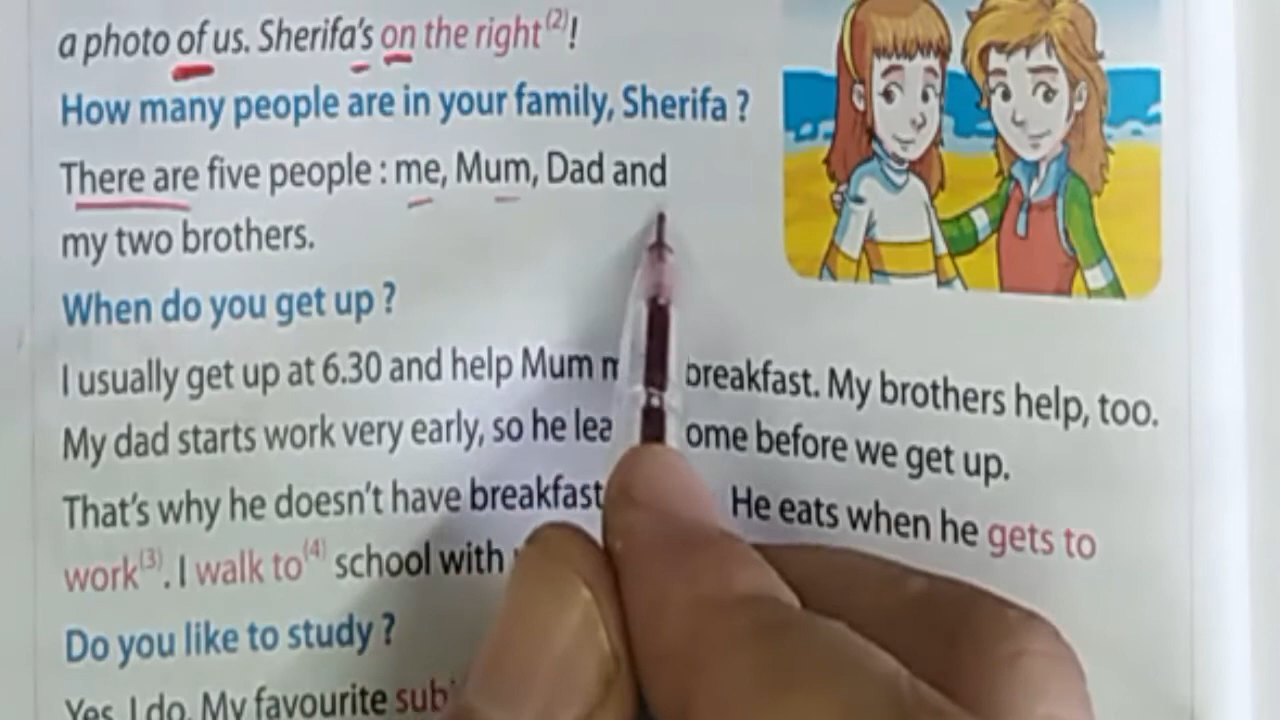 a photo of us. Sherifa's on the right(2)!
How many people are in your family, Sherifa ?
There are five people : me, Mum, Dad and
my two brothers.
When do you get up ?
I usually get up at 6.30 and help Mum breakfast. My brothers help, too.
My dad starts work very early, so he ome before we get up.
That's why he doesn't have breakfast He eats when he gets to
work(3). I walk to(4) school with
Do you like to study ?
Yes, I do. My favourite